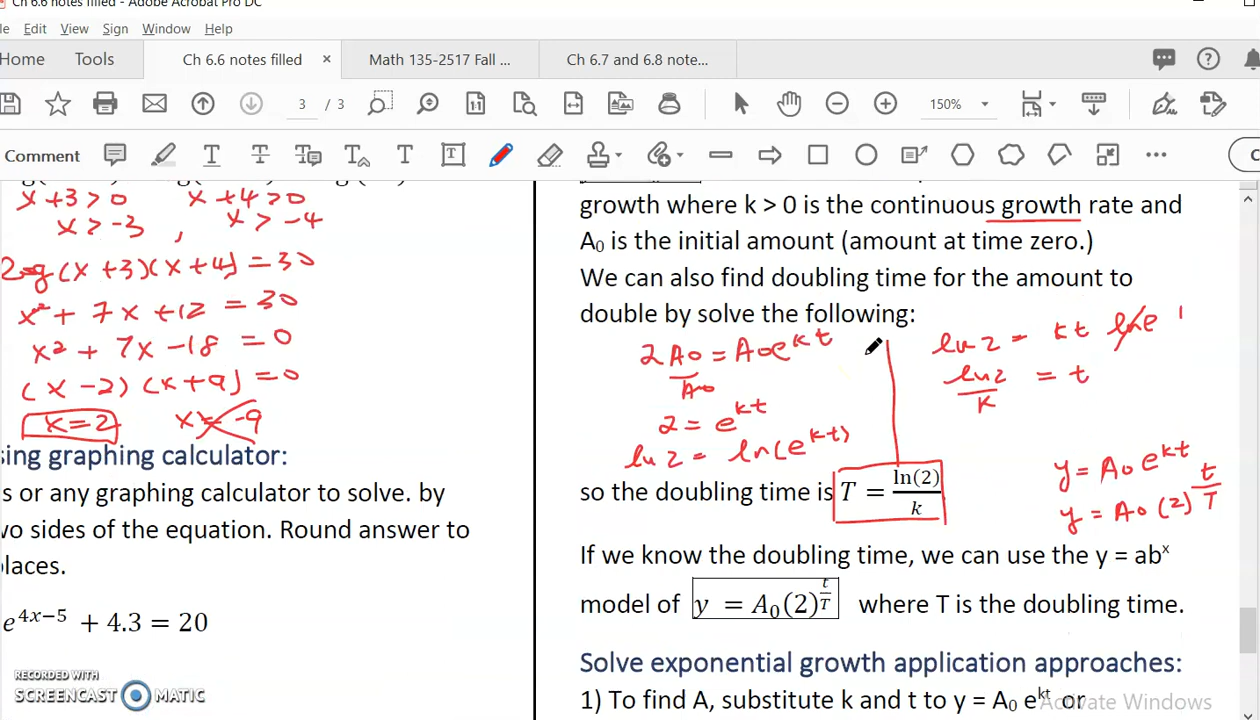 Ch 6.6 notes filled - Adobe Acrobat Pro DC
Edit View Sign Window Help
Home Tools Ch 6.6 notes filled × Math 135-2517 Fall ... Ch 6.7 and 6.8 note...
3 / 3 150%
Comment
x+3>0 x+4>0
x>-3, x>-4
(x+3)(x+4) = 30
x² + 7x +12 = 30
x² + 7x -18 = 0
(x-2)(x+9) = 0
x=2 x=-9
sing graphing calculator:
s or any graphing calculator to solve. by
wo sides of the equation. Round answer to
laces.
e^{4x-5} + 4.3 = 20
RECORDED WITH
SCREENCAST MATIC
growth where k > 0 is the continuous growth rate and
A₀ is the initial amount (amount at time zero.)
We can also find doubling time for the amount to
double by solve the following:
2A₀ = A₀e^{kt}
A₀
2 = e^{kt}
ln 2 = ln(e^{kt})
ln 2 = kt ln e 1
ln 2 / k = t
y = A₀ e^{kt}
y = A₀ (2)^{t/T}
so the doubling time is T = ln(2)/k
If we know the doubling time, we can use the y = abˣ
model of y = A₀(2)^{t/T} where T is the doubling time.
Solve exponential growth application approaches:
1) To find A, substitute k and t to y = A₀ e^{kt} or
Activate Windows